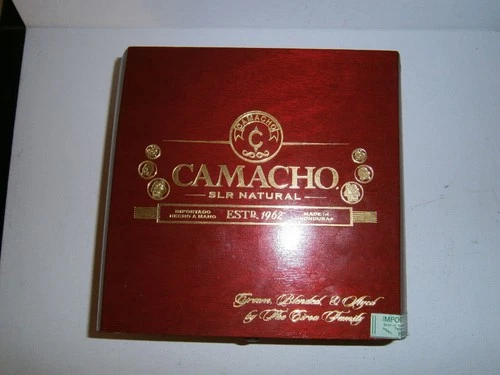 CAMACHO
¢
CAMACHO
SLR NATURAL
IMPORTADO
HECHO A MANO
ESTD. 1962
MADE IN
HONDURAS
Grown, Blended, & Aged
by The Eiroa Family
IMPOR